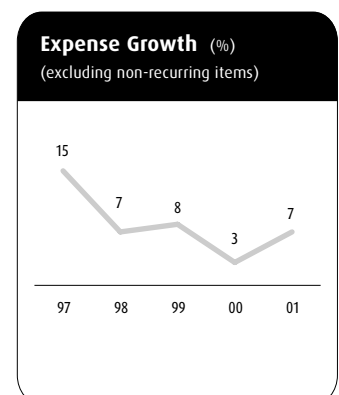 Expense Growth (%)
(excluding non-recurring items)
15
7
8
3
7
97 98 99 00 01